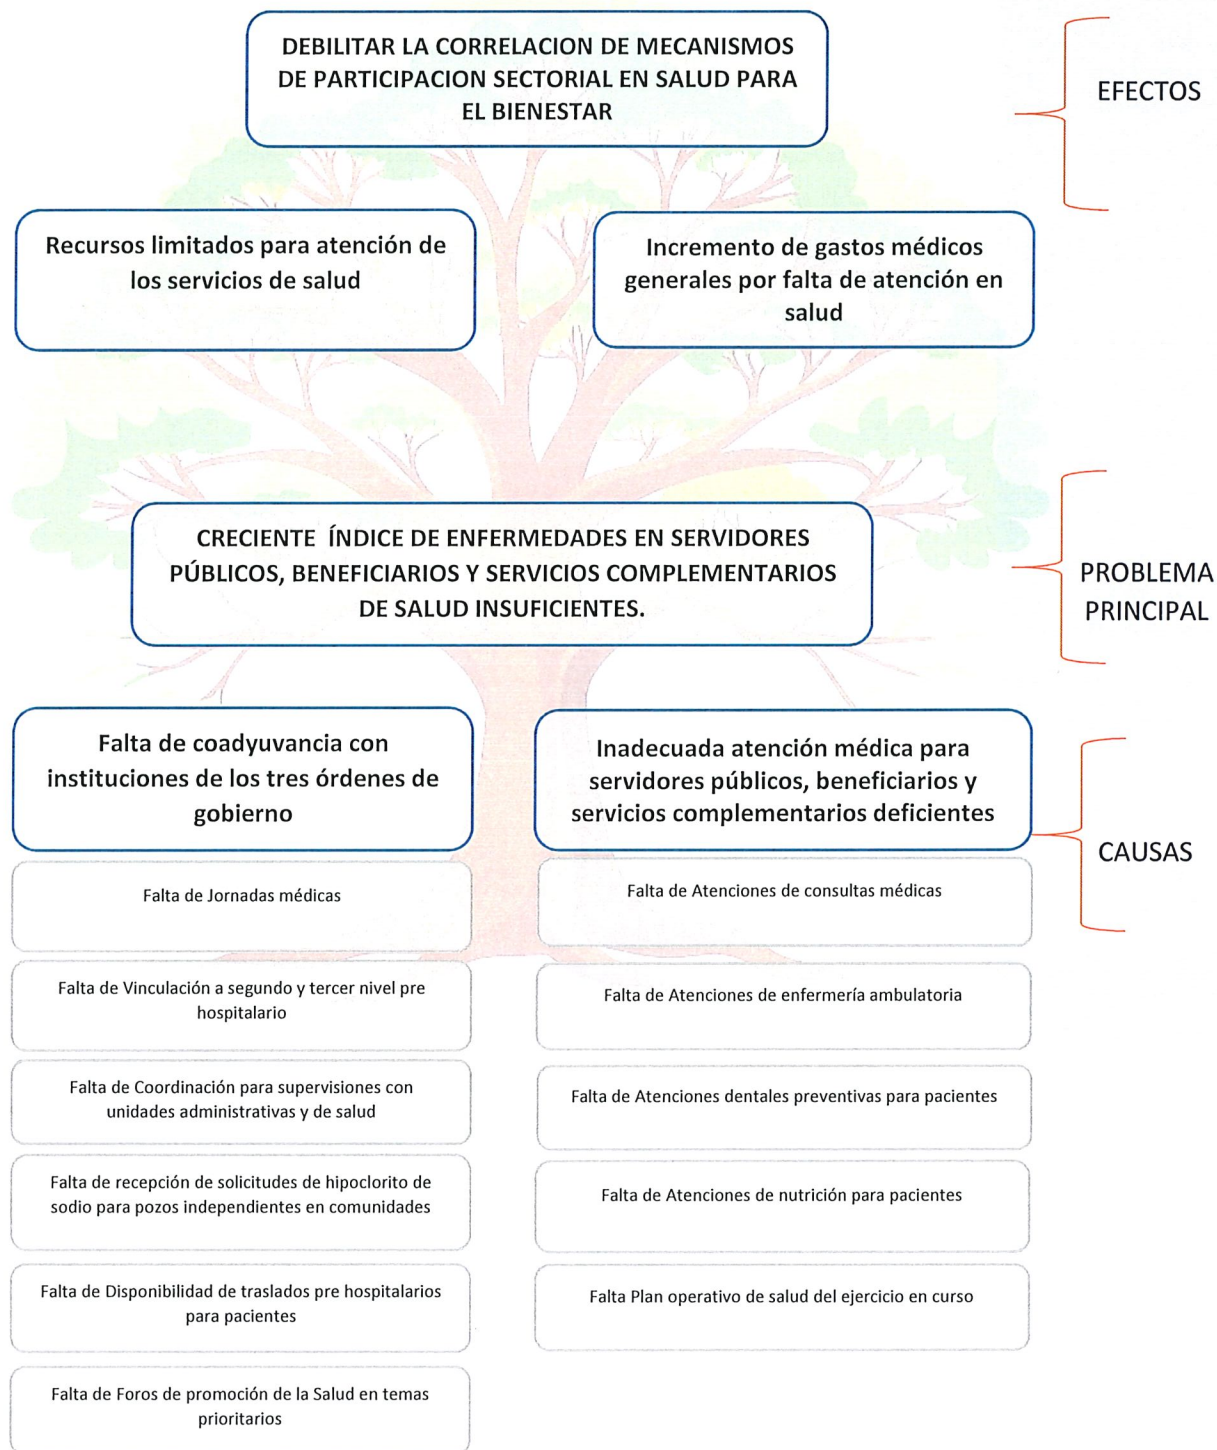 DEBILITAR LA CORRELACION DE MECANISMOS
DE PARTICIPACION SECTORIAL EN SALUD PARA
EL BIENESTAR
EFECTOS
Recursos limitados para atención de
los servicios de salud
Incremento de gastos médicos
generales por falta de atención en
salud
CRECIENTE ÍNDICE DE ENFERMEDADES EN SERVIDORES
PÚBLICOS, BENEFICIARIOS Y SERVICIOS COMPLEMENTARIOS
DE SALUD INSUFICIENTES.
PROBLEMA
PRINCIPAL
Falta de coadyuvancia con
instituciones de los tres órdenes de
gobierno
Inadecuada atención médica para
servidores públicos, beneficiarios y
servicios complementarios deficientes
CAUSAS
Falta de Jornadas médicas
Falta de Atenciones de consultas médicas
Falta de Vinculación a segundo y tercer nivel pre
hospitalario
Falta de Atenciones de enfermería ambulatoria
Falta de Coordinación para supervisiones con
unidades administrativas y de salud
Falta de Atenciones dentales preventivas para pacientes
Falta de recepción de solicitudes de hipoclorito de
sodio para pozos independientes en comunidades
Falta de Atenciones de nutrición para pacientes
Falta de Disponibilidad de traslados pre hospitalarios
para pacientes
Falta Plan operativo de salud del ejercicio en curso
Falta de Foros de promoción de la Salud en temas
prioritarios